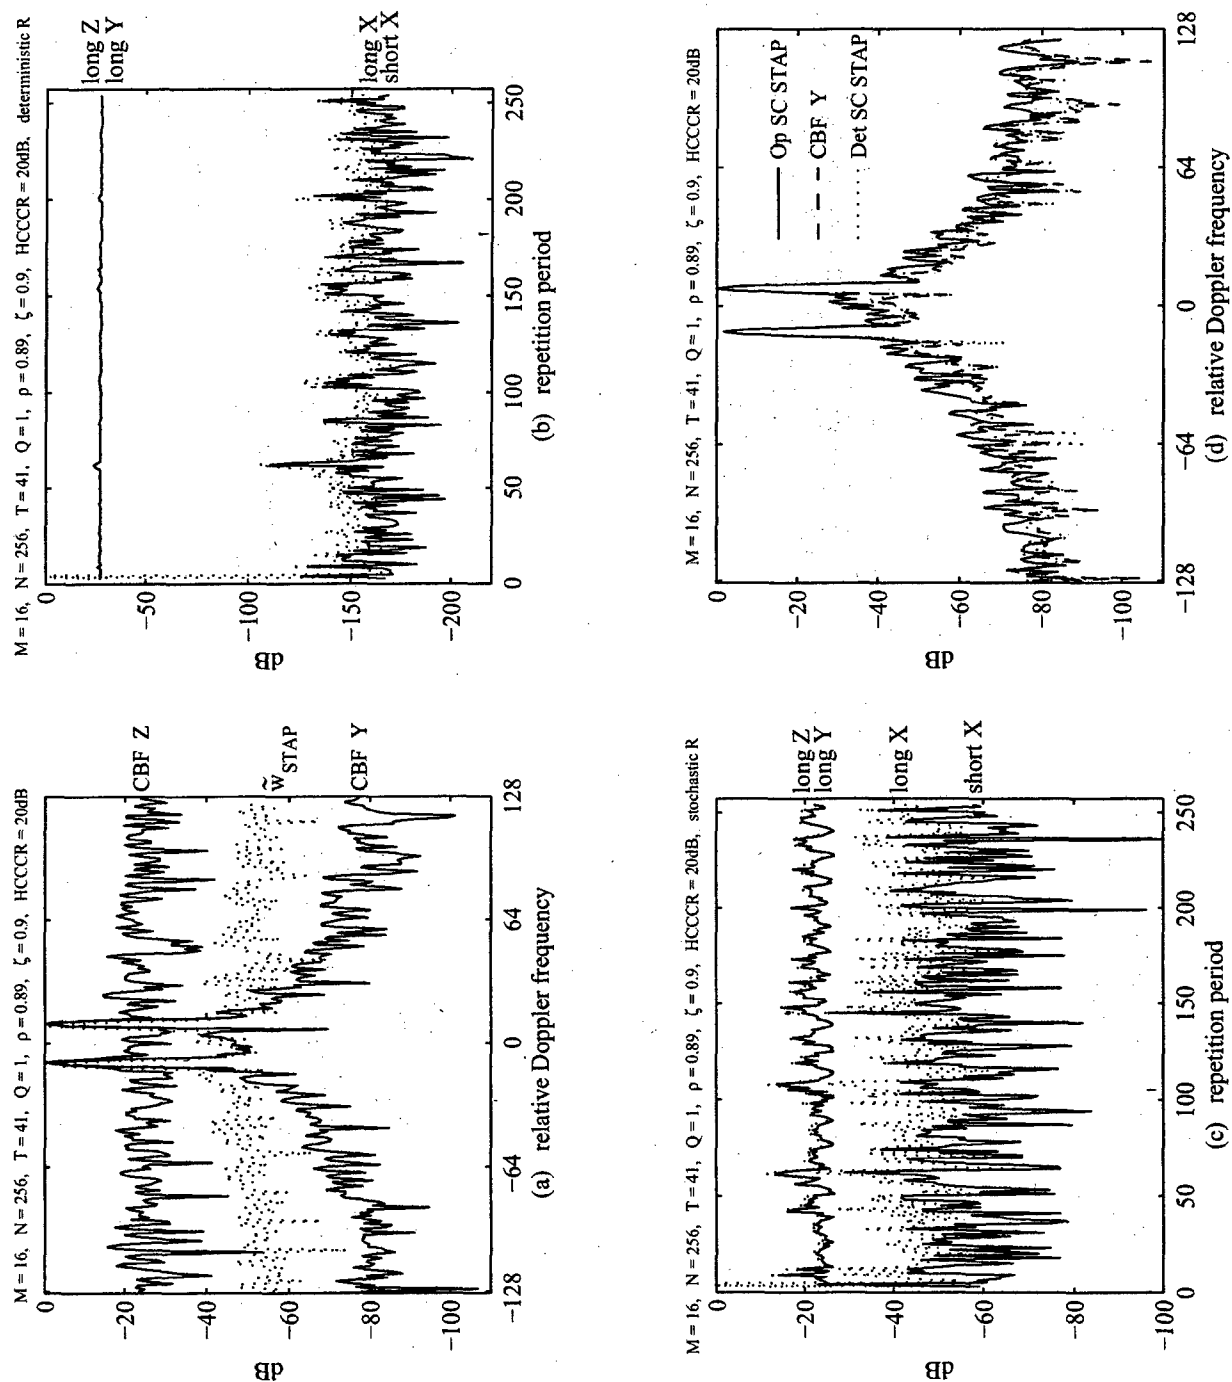 M = 16, N = 256, T = 41, Q = 1, ρ = 0.89, ζ = 0.9, HCCCR = 20dB
0
−20
−40
−60
−80
−100
dB
CBF Z
w̃STAP
CBF Y
−128
−64
0
64
128
(a) relative Doppler frequency
M = 16, N = 256, T = 41, Q = 1, ρ = 0.89, ζ = 0.9, HCCCR = 20dB, deterministic R
0
−50
−100
−150
−200
dB
long Z
long Y
long X
short X
0
50
100
150
200
250
(b) repetition period
M = 16, N = 256, T = 41, Q = 1, ρ = 0.89, ζ = 0.9, HCCCR = 20dB, stochastic R
0
−20
−40
−60
−80
−100
dB
long Z
long Y
long X
short X
0
50
100
150
200
250
(c) repetition period
M = 16, N = 256, T = 41, Q = 1, ρ = 0.89, ζ = 0.9, HCCCR = 20dB
0
−20
−40
−60
−80
−100
dB
Op SC STAP
CBF Y
Det SC STAP
−128
−64
0
64
128
(d) relative Doppler frequency